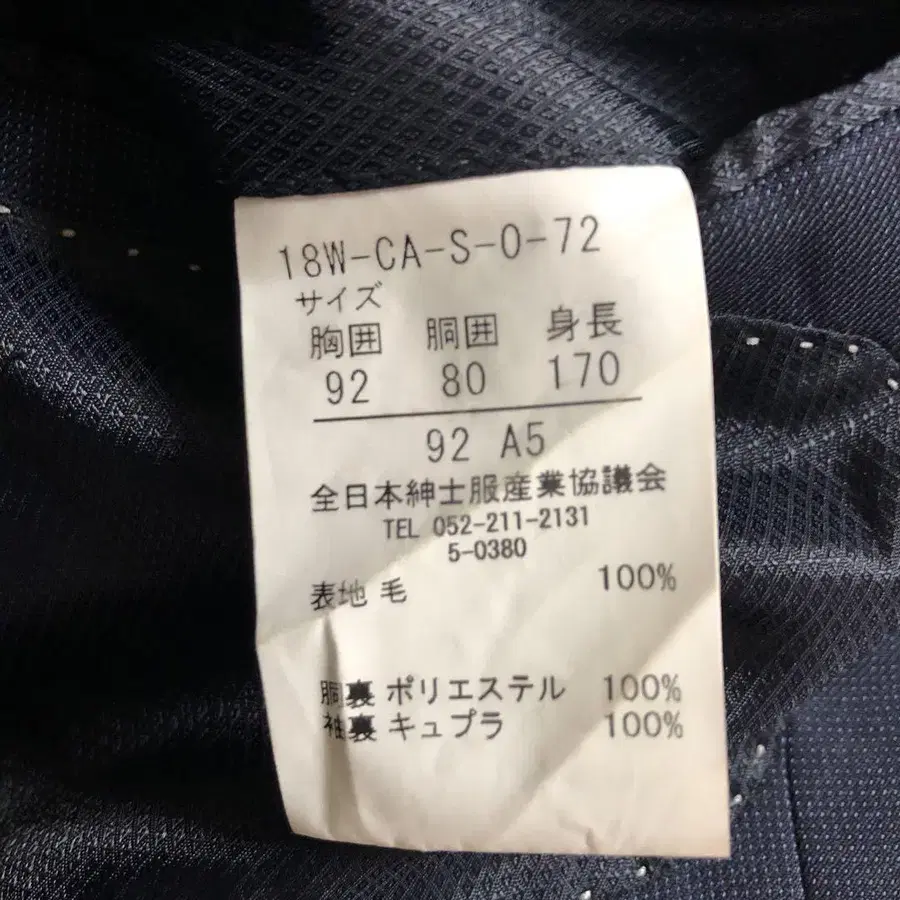 18W-CA-S-O-72
サイズ
胸囲 胴囲 身長
92 80 170
92 A5
全日本紳士服産業協議会
TEL 052-211-2131
5-0380
表地 毛 100%
胴裏 ポリエステル 100%
袖裏 キュプラ 100%